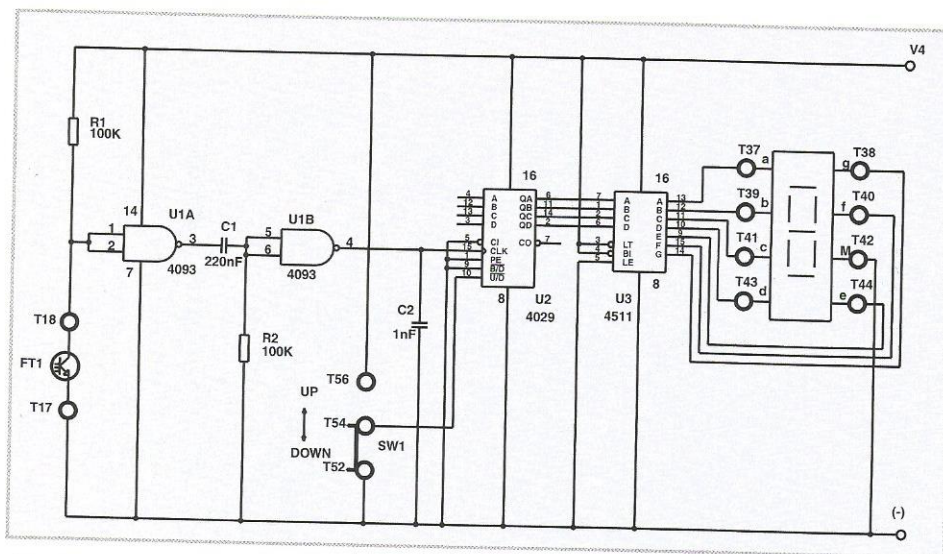 V4
R1
100K
14
U1A
1
2
3
7
4093
C1
220nF
U1B
5
6
4
4093
R2
100K
T18
FT1
T17
UP
DOWN
T56
T54
T52
SW1
C2
1nF
16
4 A QA 6
12 B QB 11
13 C QC 14
3 D QD 2
5 CI CO 7
15 CLK
1 PE
9 B/D
10 U/D
8
U2
4029
16
7 A A 13
1 B B 12
2 C C 11
6 D D 10
E 9
3 LT F 15
4 BI G 14
5 LE
8
U3
4511
T37 a
T39 b
T41 c
T43 d
g T38
f T40
M T42
e T44
(-)